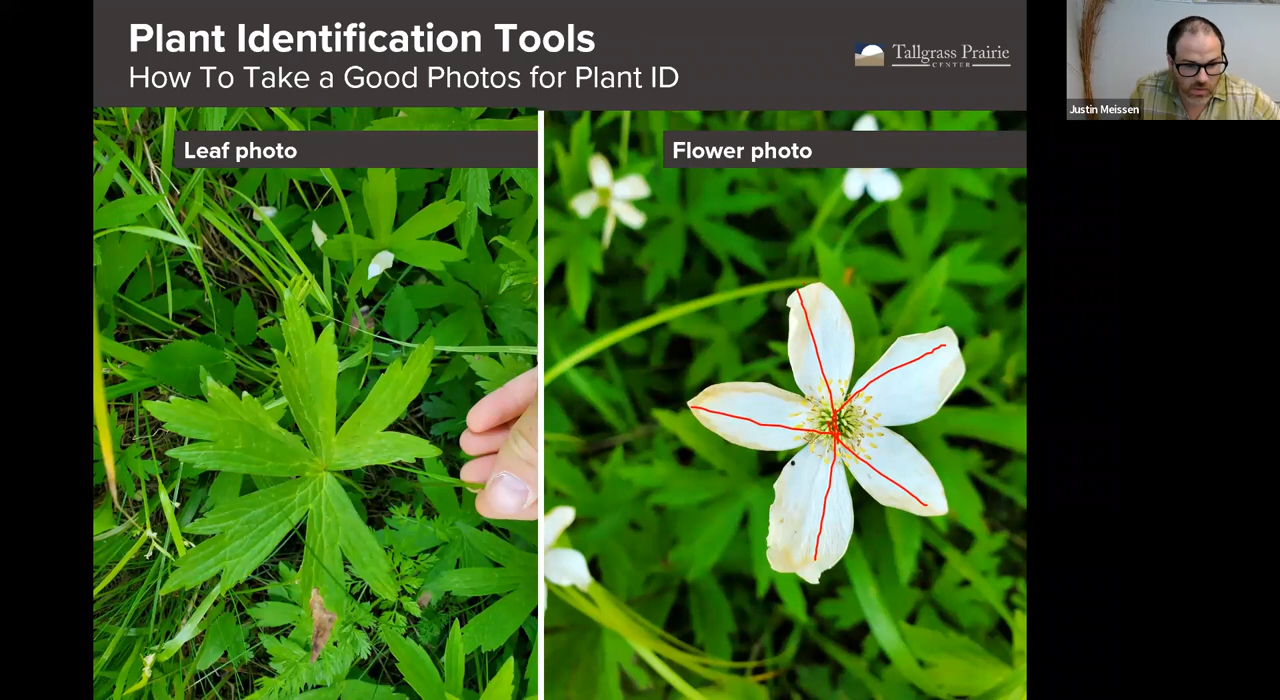 Plant Identification Tools
How To Take a Good Photos for Plant ID
Tallgrass Prairie
CENTER
Justin Meissen
Leaf photo
Flower photo